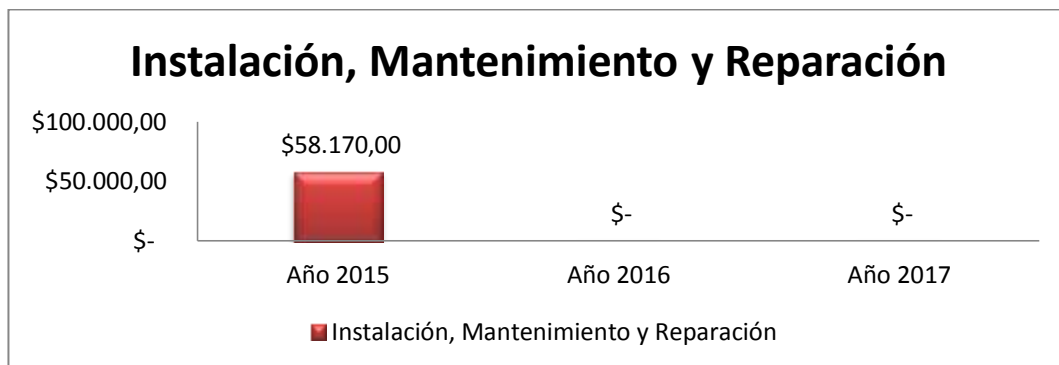 Instalación, Mantenimiento y Reparación
$100.000,00
$58.170,00
$50.000,00
$- $-
$-
Año 2015 Año 2016 Año 2017
Instalación, Mantenimiento y Reparación